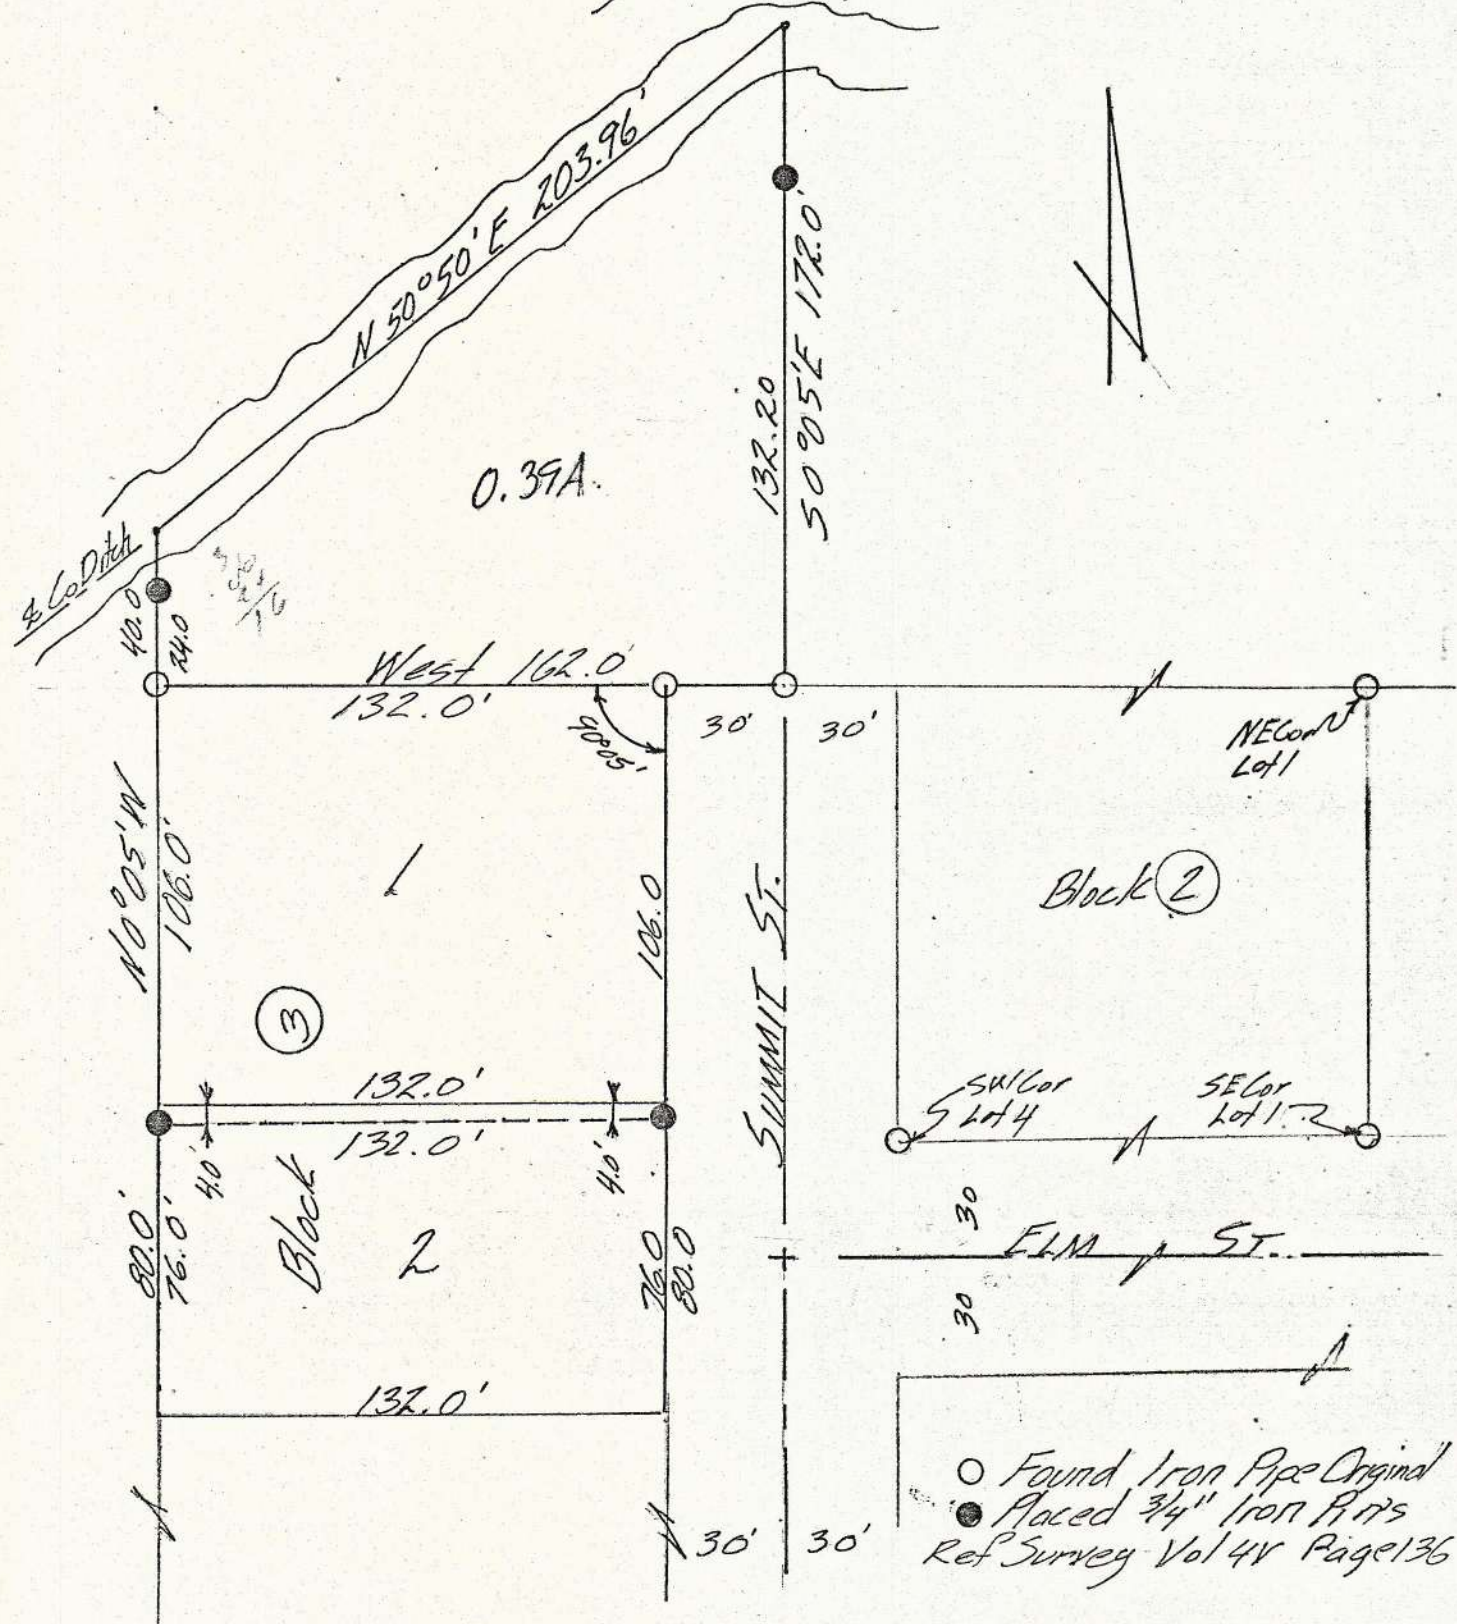 N 50°50' E 203.96'
132.20
S 0°05'E 172.0'
0.39A.
℄ Co Ditch
40.0
24.0
West 162.0'
132.0'
90°05'
30'
30'
NE Cor
Lot 1
N 0°05' W
106.0'
1
106.0
SUMMIT ST.
Block 2
3
132.0'
132.0'
4.0'
4.0'
SW Cor
Lot 4
SE Cor
Lot 1
80.0'
76.0'
Block
2
76.0
80.0
30
ELM ST.
30
132.0'
30'
30'
Found Iron Pipe Original
Placed 3/4" Iron Pins
Ref Survey Vol 4V Page 136